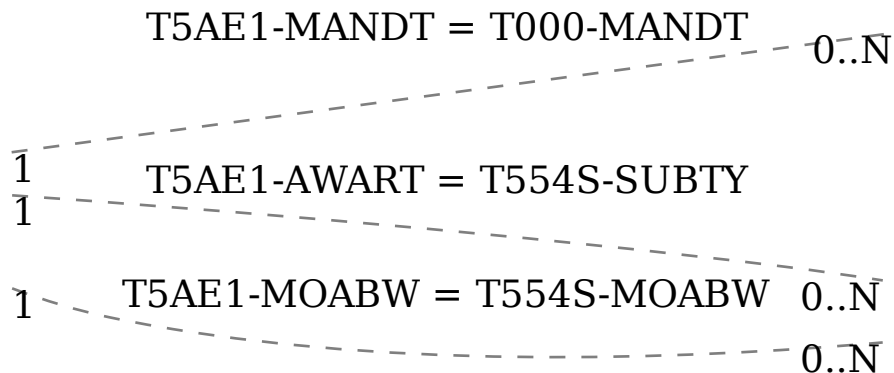 T5AE1-MANDT = T000-MANDT
0..N
1
T5AE1-AWART = T554S-SUBTY
1
T5AE1-MOABW = T554S-MOABW
0..N
1
0..N